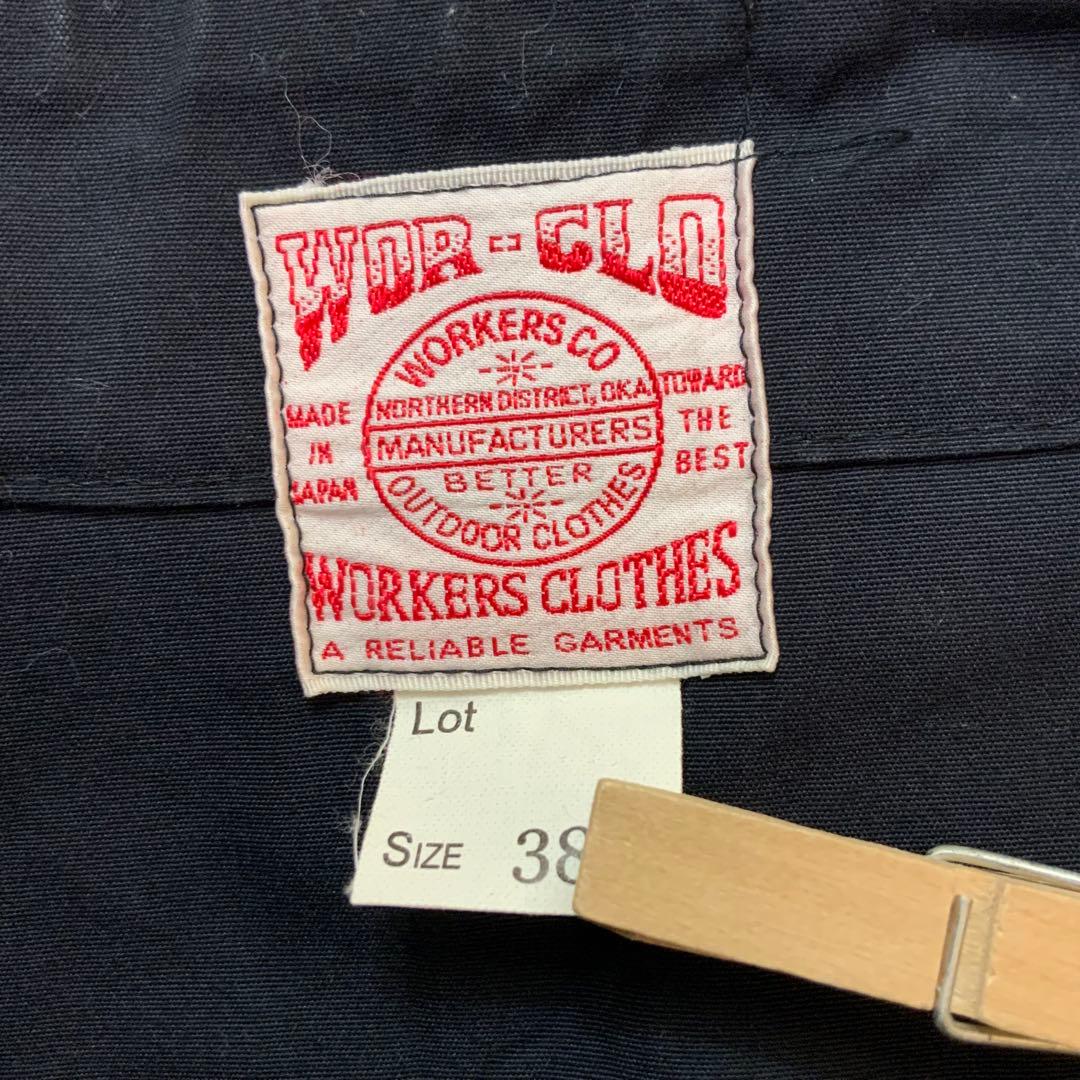 WOR-CLO
WORKERS CO
NORTHERN DISTRICT, OKA
MANUFACTURERS
BETTER
OUTDOOR CLOTHES
MADE
IN
JAPAN
TOWARD
THE
BEST
WORKERS CLOTHES
A RELIABLE GARMENTS
Lot
SIZE 38